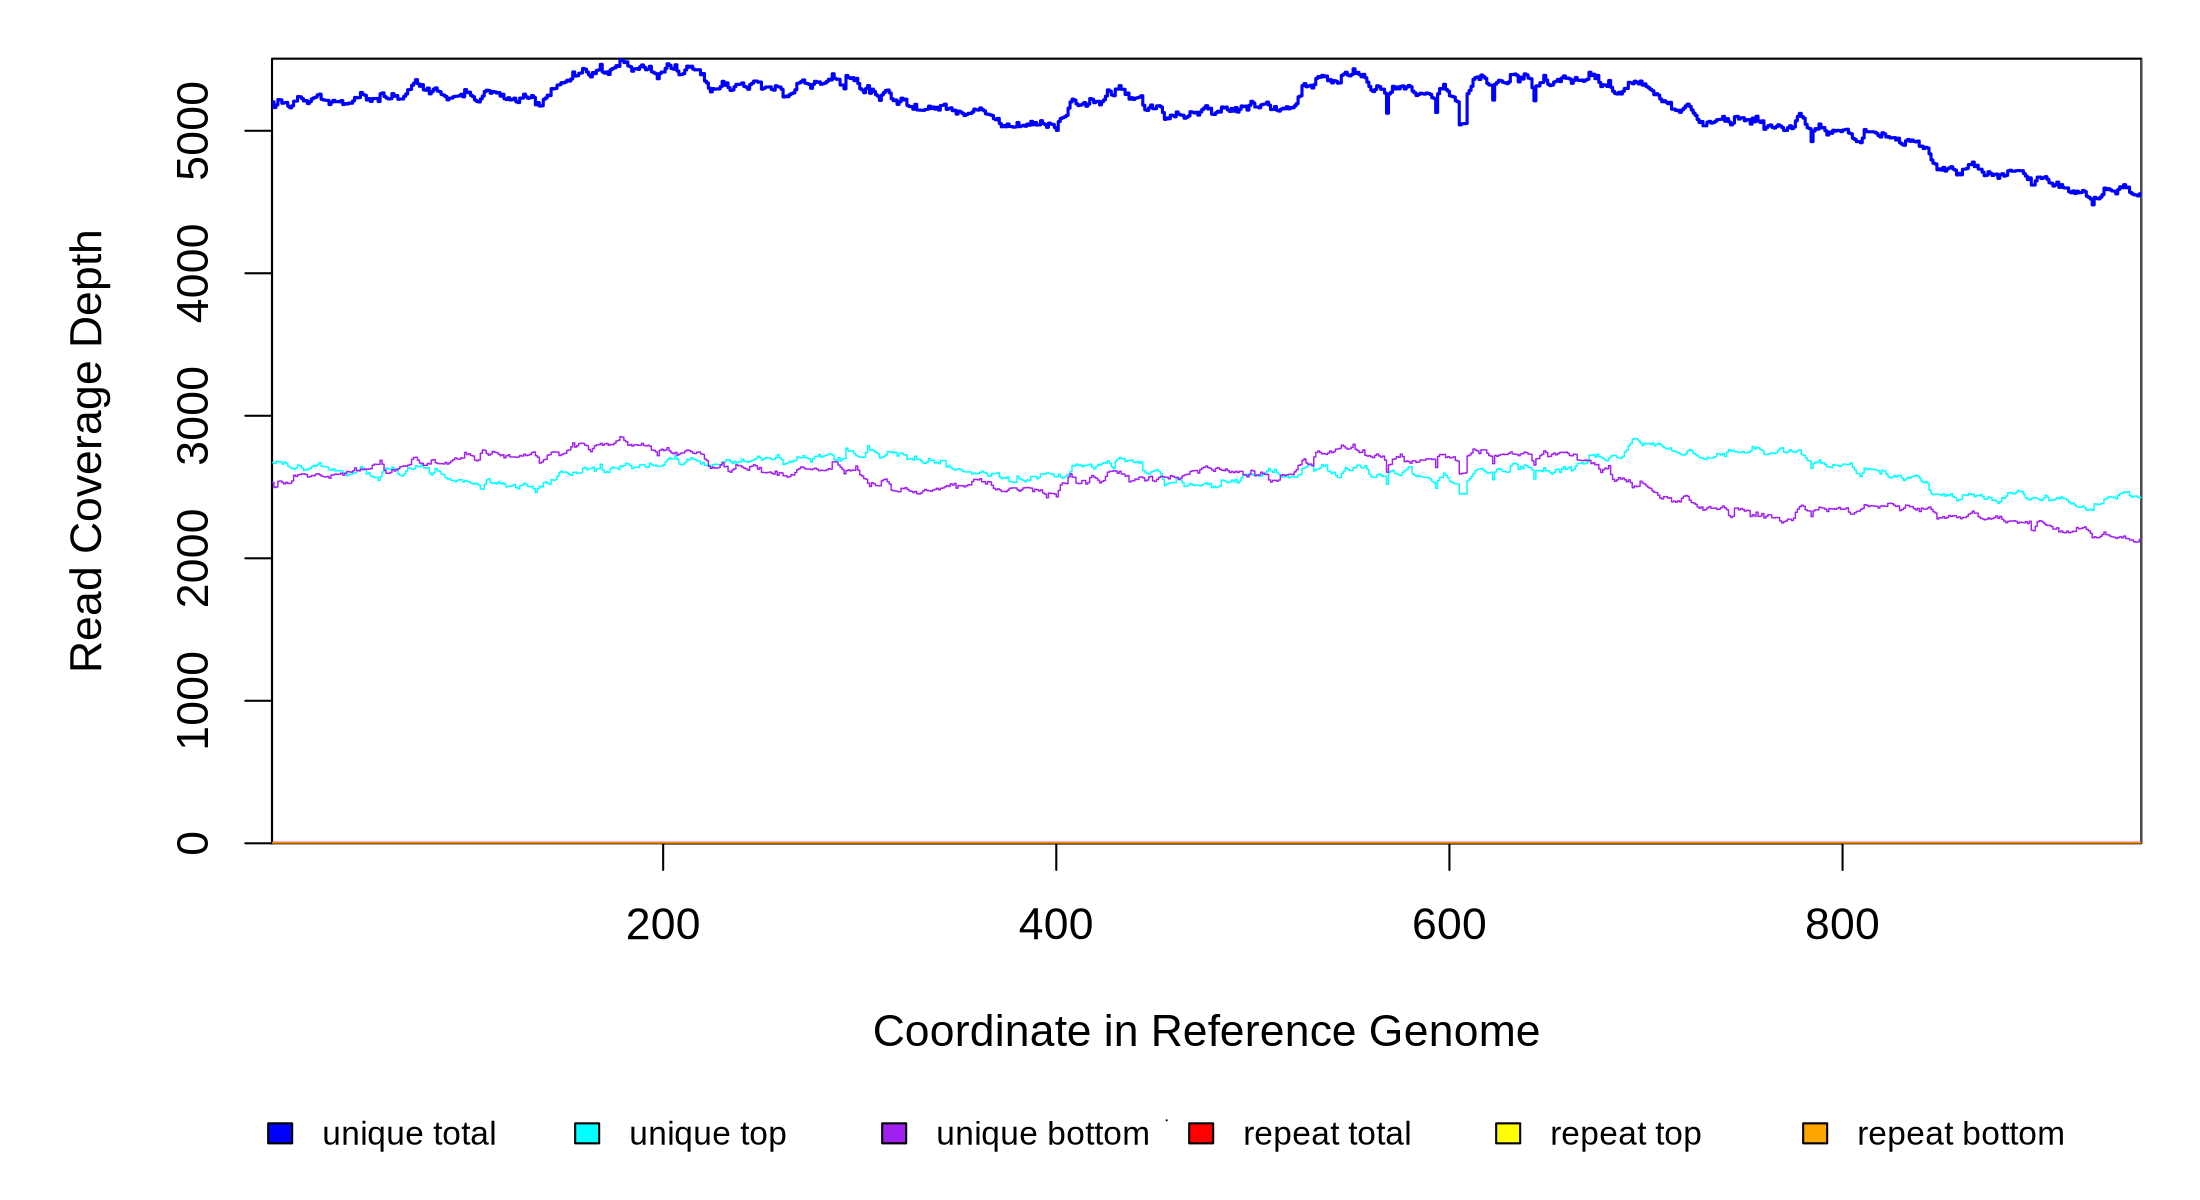 Read Coverage Depth
5000
4000
3000
2000
1000
0
200 400 600 800
Coordinate in Reference Genome
unique total unique top unique bottom repeat total repeat top repeat bottom